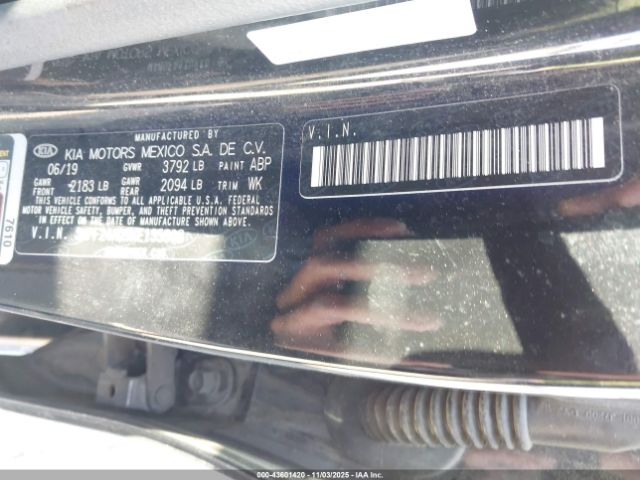 MANUFACTURED BY
KIA KIA MOTORS MEXICO S.A. DE C.V.
06/19 GVWR 3792 LB PAINT ABP
GAWR FRONT 2183 LB GAWR REAR 2094 LB TRIM WK
THIS VEHICLE CONFORMS TO ALL APPLICABLE U.S.A. FEDERAL
MOTOR VEHICLE SAFETY, BUMPER, AND THEFT PREVENTION STANDARDS
IN EFFECT ON THE DATE OF MANUFACTURE SHOWN ABOVE.
V.I.N.
V.I.N.
7610
000-43601420 - 11/03/2025 - Copyright IAA Inc.